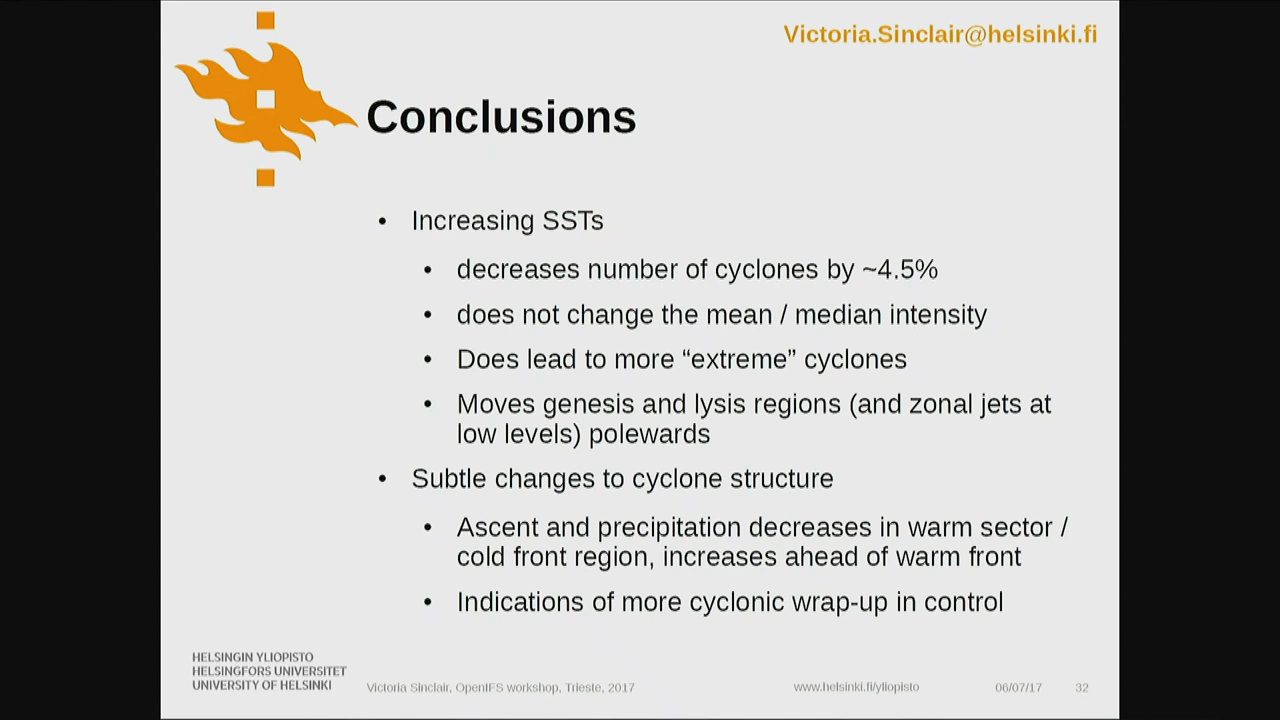 Victoria.Sinclair@helsinki.fi
Conclusions
• Increasing SSTs
• decreases number of cyclones by ~4.5%
• does not change the mean / median intensity
• Does lead to more “extreme” cyclones
• Moves genesis and lysis regions (and zonal jets at
low levels) polewards
• Subtle changes to cyclone structure
• Ascent and precipitation decreases in warm sector /
cold front region, increases ahead of warm front
• Indications of more cyclonic wrap-up in control
HELSINGIN YLIOPISTO
HELSINGFORS UNIVERSITET
UNIVERSITY OF HELSINKI
Victoria Sinclair, OpenIFS workshop, Trieste, 2017
www.helsinki.fi/yliopisto
06/07/17
32